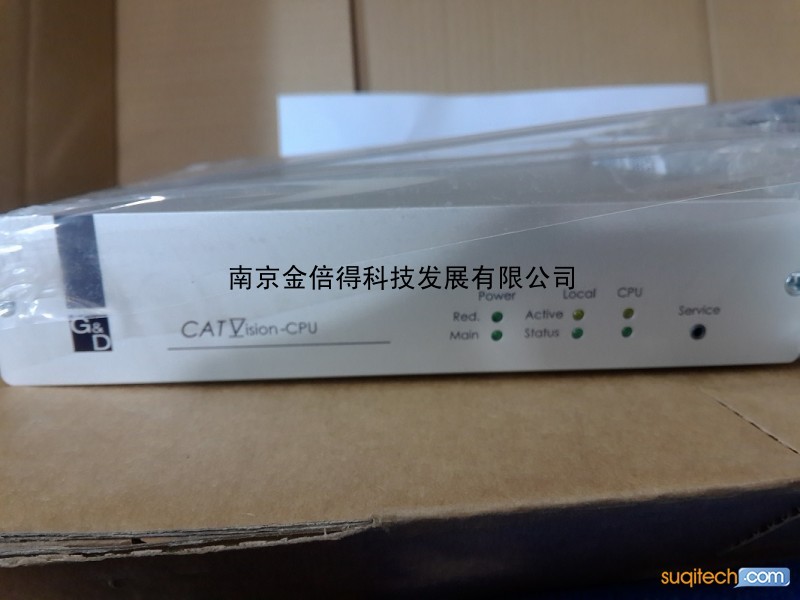 南京金倍得科技发展有限公司
Power Local CPU
Red. Active Service
G&D CATVision-CPU Main Status
suqitech.com